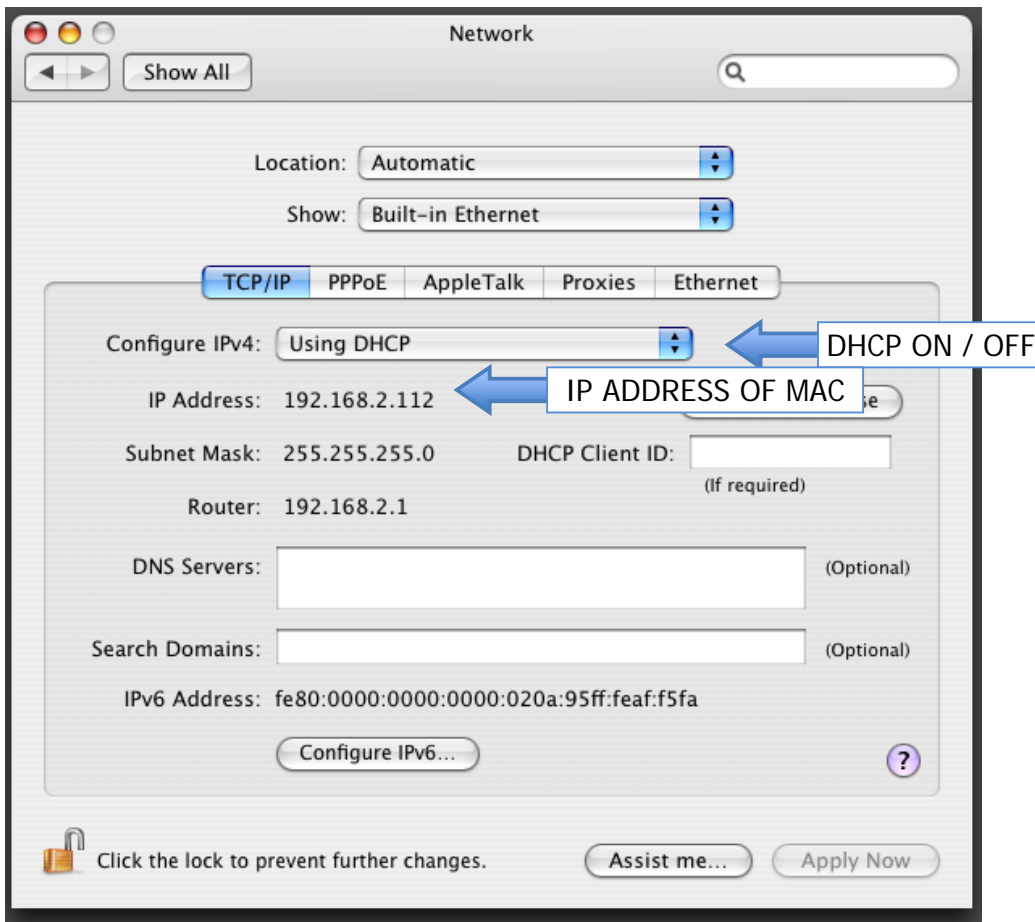 Network
Show All
Location: Automatic
Show: Built-in Ethernet
TCP/IP PPPoE AppleTalk Proxies Ethernet
Configure IPv4: Using DHCP
DHCP ON / OFF
IP ADDRESS OF MAC
IP Address: 192.168.2.112
Subnet Mask: 255.255.255.0 DHCP Client ID:
(If required)
Router: 192.168.2.1
DNS Servers: (Optional)
Search Domains: (Optional)
IPv6 Address: fe80:0000:0000:0000:020a:95ff:feaf:f5fa
Configure IPv6...
?
Click the lock to prevent further changes. Assist me... Apply Now